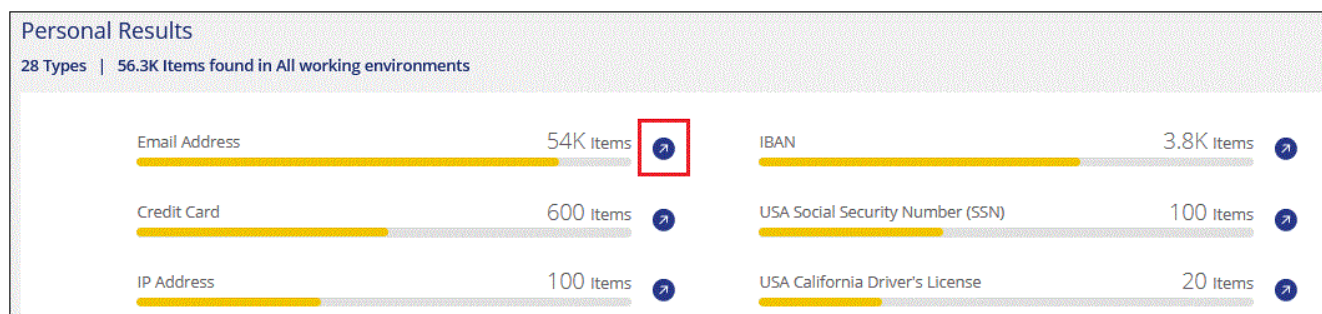 Personal Results
28 Types | 56.3K Items found in All working environments
Email Address 54K Items
IBAN 3.8K Items
Credit Card 600 Items
USA Social Security Number (SSN) 100 Items
IP Address 100 Items
USA California Driver's License 20 Items